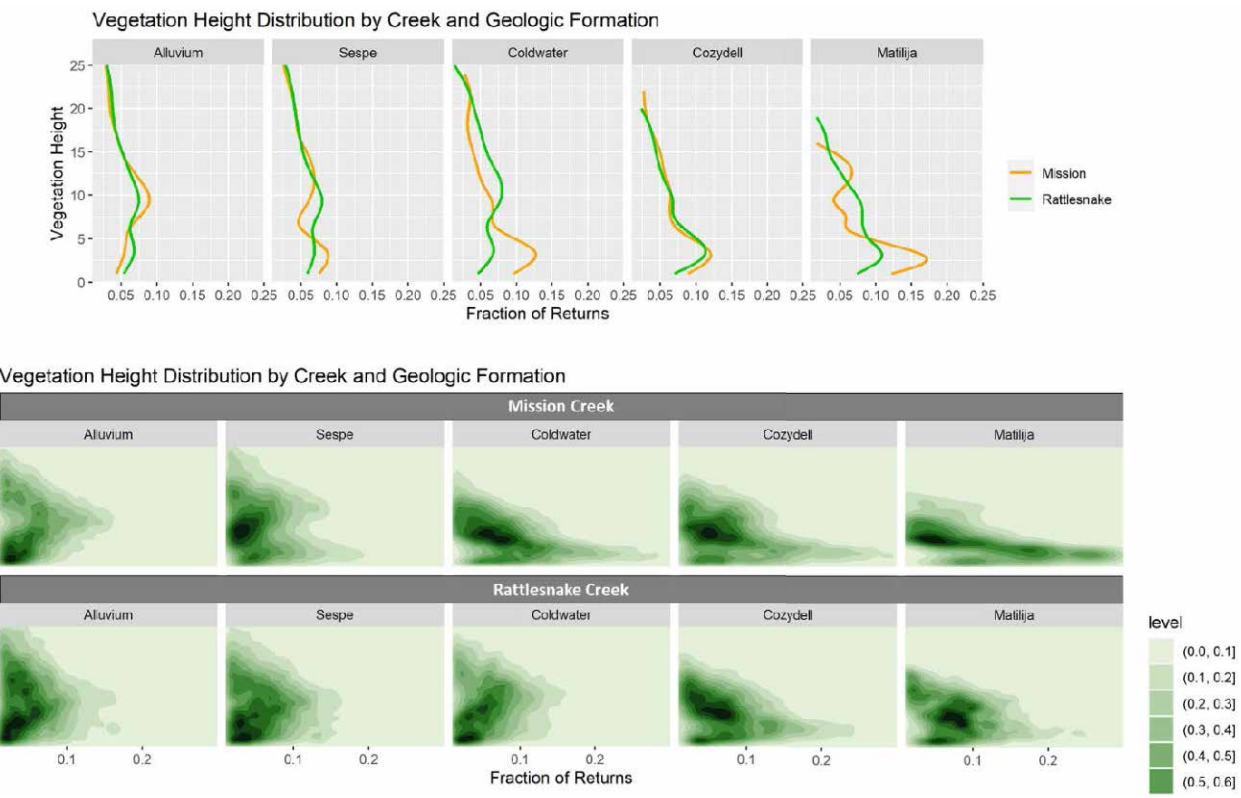 Vegetation Height Distribution by Creek and Geologic Formation
Alluvium Sespe Coldwater Cozydell Matilija
25
20
15
10
5
0
Vegetation Height
0.05 0.10 0.15 0.20 0.25 0.05 0.10 0.15 0.20 0.25 0.05 0.10 0.15 0.20 0.25 0.05 0.10 0.15 0.20 0.25 0.05 0.10 0.15 0.20 0.25
Fraction of Returns
Mission
Rattlesnake
Vegetation Height Distribution by Creek and Geologic Formation
Mission Creek
Alluvium Sespe Coldwater Cozydell Matilija
Rattlesnake Creek
Alluvium Sespe Coldwater Cozydell Matilija
0.1 0.2 0.1 0.2 0.1 0.2 0.1 0.2 0.1 0.2
Fraction of Returns
level
(0.0, 0.1]
(0.1, 0.2]
(0.2, 0.3]
(0.3, 0.4]
(0.4, 0.5]
(0.5, 0.6]